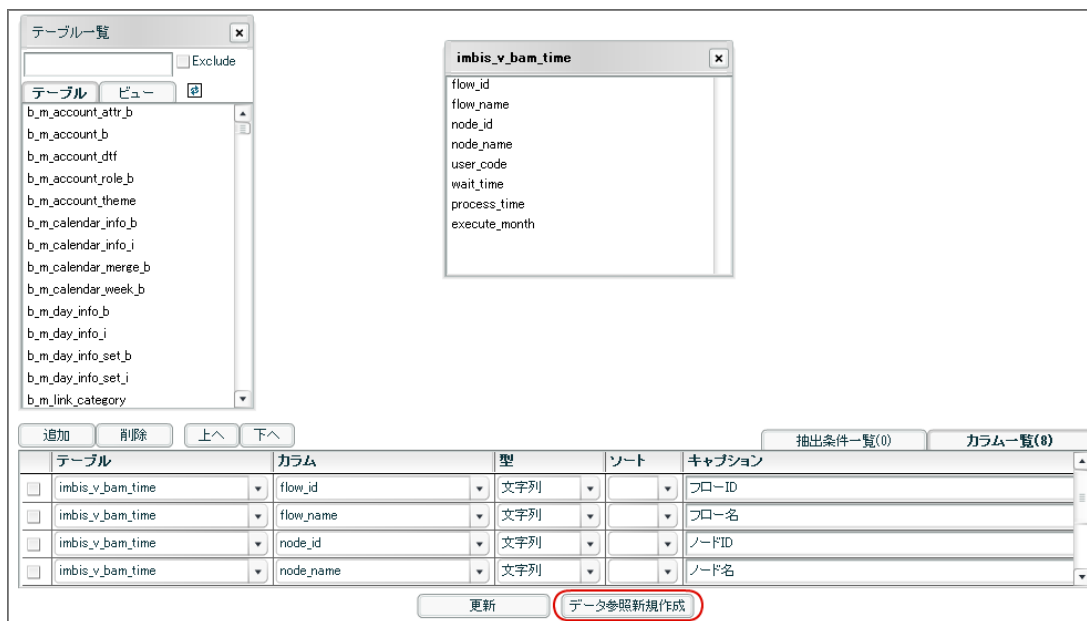 テーブル一覧
Exclude
テーブル ビュー
b_m_account_attr_b
b_m_account_b
b_m_account_dtf
b_m_account_role_b
b_m_account_theme
b_m_calendar_info_b
b_m_calendar_info_i
b_m_calendar_merge_b
b_m_calendar_week_b
b_m_day_info_b
b_m_day_info_i
b_m_day_info_set_b
b_m_day_info_set_i
b_m_link_category
imbis_v_bam_time
flow_id
flow_name
node_id
node_name
user_code
wait_time
process_time
execute_month
追加 削除 上へ 下へ 抽出条件一覧(0) カラム一覧(8)
テーブル カラム 型 ソート キャプション
imbis_v_bam_time flow_id 文字列 フローID
imbis_v_bam_time flow_name 文字列 フロー名
imbis_v_bam_time node_id 文字列 ノードID
imbis_v_bam_time node_name 文字列 ノード名
更新 データ参照新規作成